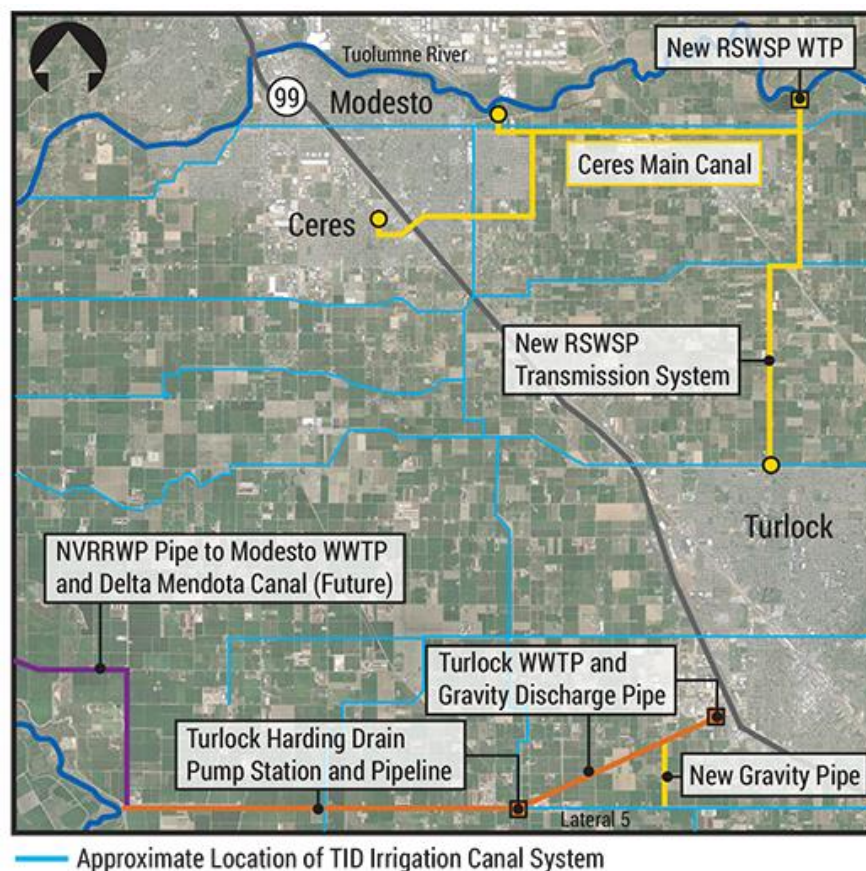 Tuolumne River
New RSWSP WTP
99
Modesto
Ceres Main Canal
Ceres
New RSWSP
Transmission System
Turlock
NVRRWP Pipe to Modesto WWTP
and Delta Mendota Canal (Future)
Turlock WWTP and
Gravity Discharge Pipe
Turlock Harding Drain
Pump Station and Pipeline
New Gravity Pipe
Lateral 5
Approximate Location of TID Irrigation Canal System